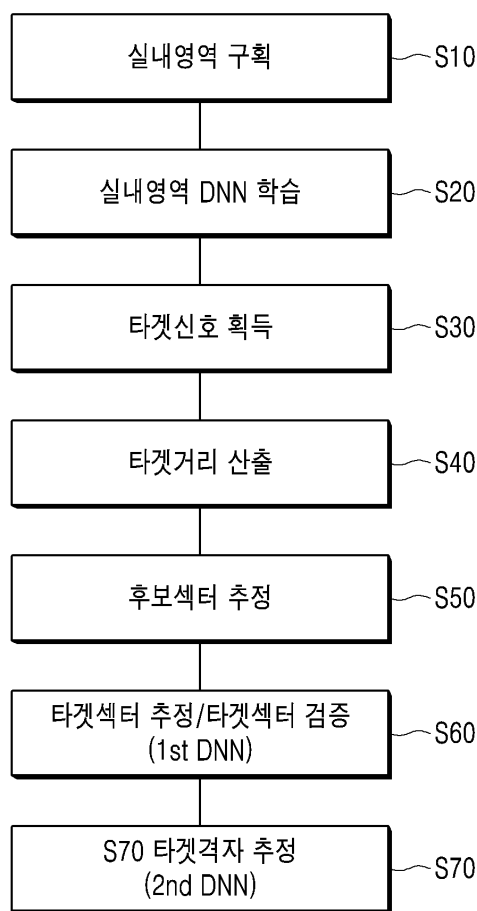 실내영역 구획
S10
실내영역 DNN 학습
S20
타겟신호 획득
S30
타겟거리 산출
S40
후보섹터 추정
S50
타겟섹터 추정/타겟섹터 검증
(1st DNN)
S60
S70 타겟격자 추정
(2nd DNN)
S70